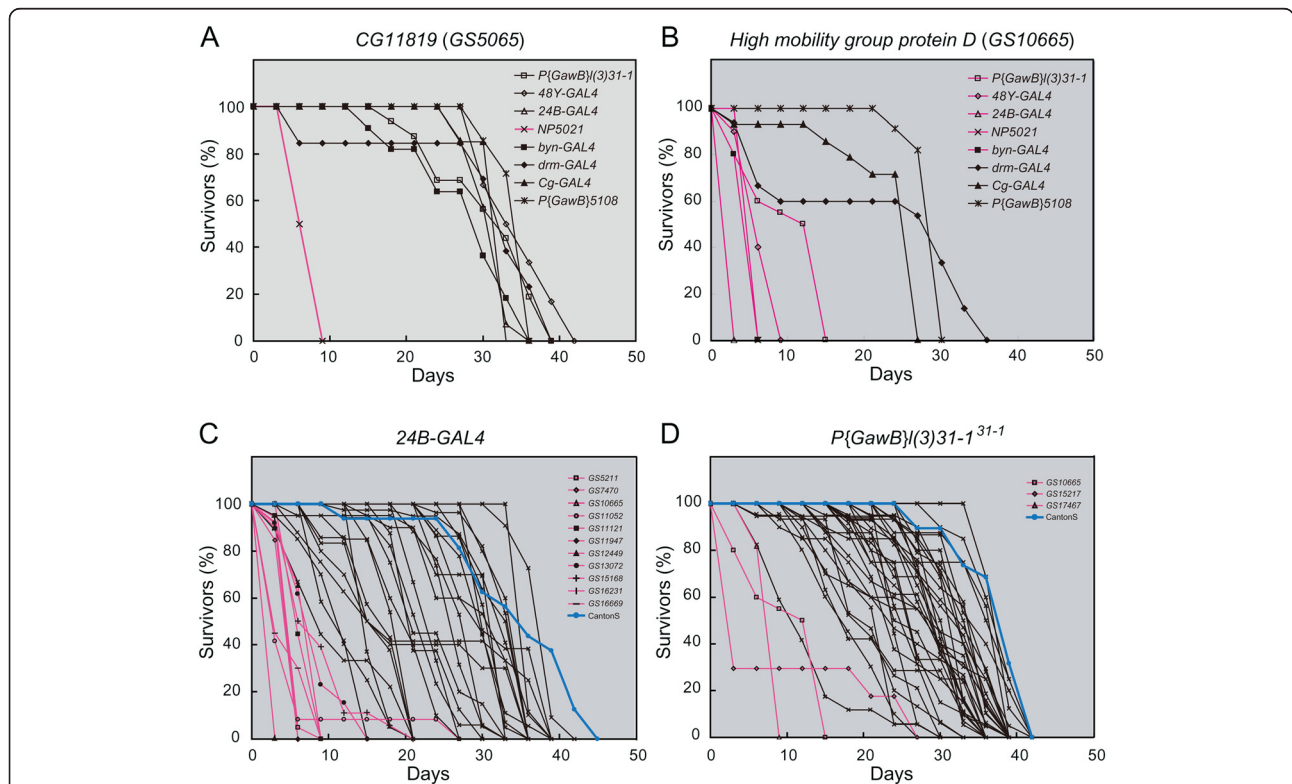 A
CG11819 (GS5065)
Survivors (%)
100
80
60
40
20
0
0 10 20 30 40 50
Days
P{GawB}l(3)31-1
48Y-GAL4
24B-GAL4
NP5021
byn-GAL4
drm-GAL4
Cg-GAL4
P{GawB}5108
B
High mobility group protein D (GS10665)
Survivors (%)
100
80
60
40
20
0
0 10 20 30 40 50
Days
P{GawB}l(3)31-1
48Y-GAL4
24B-GAL4
NP5021
byn-GAL4
drm-GAL4
Cg-GAL4
P{GawB}5108
C
24B-GAL4
Survivors (%)
100
80
60
40
20
0
0 10 20 30 40 50
Days
GS5211
GS7470
GS10665
GS11052
GS11121
GS11947
GS12449
GS13072
GS15168
GS16231
GS16669
CantonS
D
P{GawB}l(3)31-1 31-1
Survivors (%)
100
80
60
40
20
0
0 10 20 30 40 50
Days
GS10665
GS15217
GS17467
CantonS